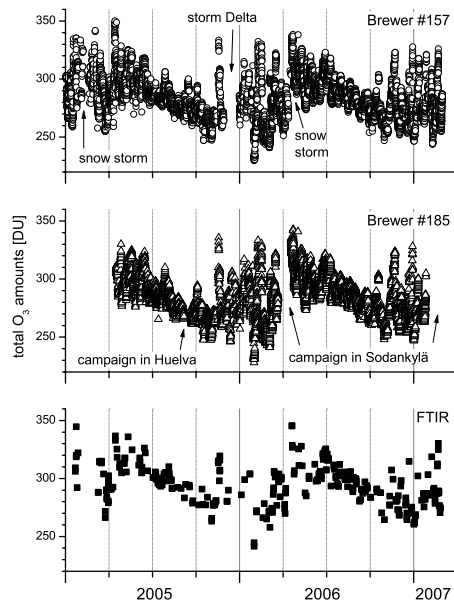 storm Delta
Brewer #157
350
300
250
snow storm
snow
storm
Brewer #185
350
300
250
campaign in Huelva
campaign in Sodankylä
total O₃ amounts [DU]
FTIR
350
300
250
2005
2006
2007